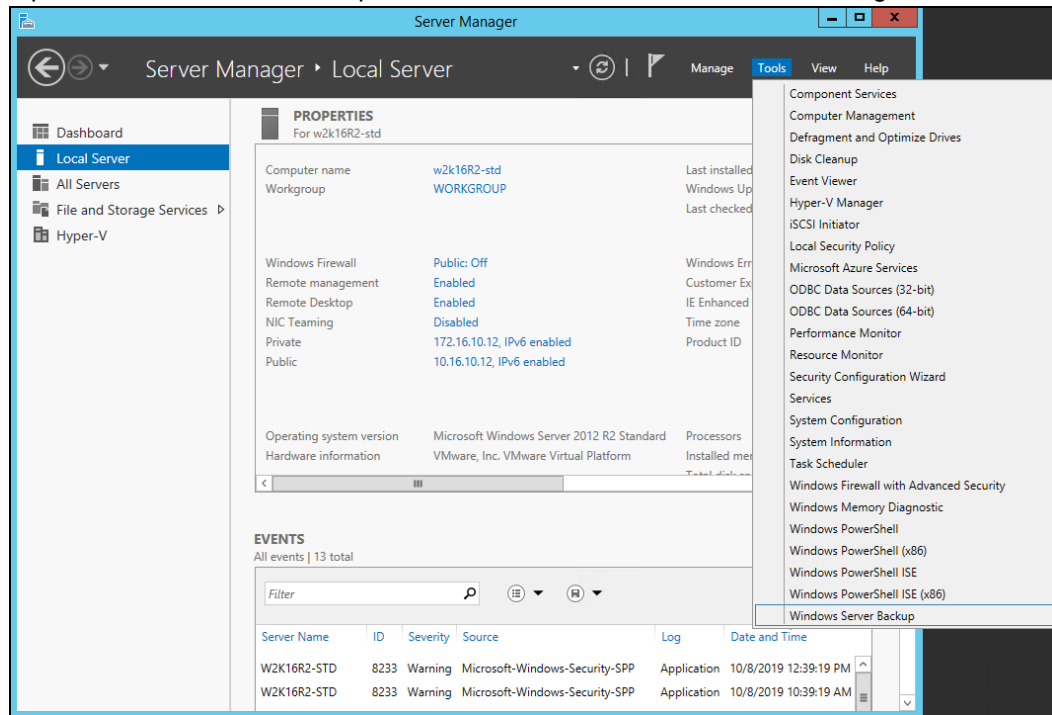 Server Manager
Server Manager • Local Server
Manage Tools View Help
Dashboard
Local Server
All Servers
File and Storage Services
Hyper-V
PROPERTIES
For w2k16R2-std
Computer name w2k16R2-std Last installed
Workgroup WORKGROUP Windows Up
Last checked
Windows Firewall Public: Off Windows Err
Remote management Enabled Customer Ex
Remote Desktop Enabled IE Enhanced
NIC Teaming Disabled Time zone
Private 172.16.10.12, IPv6 enabled Product ID
Public 10.16.10.12, IPv6 enabled
Operating system version Microsoft Windows Server 2012 R2 Standard Processors
Hardware information VMware, Inc. VMware Virtual Platform Installed mer
EVENTS
All events | 13 total
Filter
Server Name ID Severity Source Log Date and Time
W2K16R2-STD 8233 Warning Microsoft-Windows-Security-SPP Application 10/8/2019 12:39:19 PM
W2K16R2-STD 8233 Warning Microsoft-Windows-Security-SPP Application 10/8/2019 10:39:19 AM
Component Services
Computer Management
Defragment and Optimize Drives
Disk Cleanup
Event Viewer
Hyper-V Manager
iSCSI Initiator
Local Security Policy
Microsoft Azure Services
ODBC Data Sources (32-bit)
ODBC Data Sources (64-bit)
Performance Monitor
Resource Monitor
Security Configuration Wizard
Services
System Configuration
System Information
Task Scheduler
Windows Firewall with Advanced Security
Windows Memory Diagnostic
Windows PowerShell
Windows PowerShell (x86)
Windows PowerShell ISE
Windows PowerShell ISE (x86)
Windows Server Backup